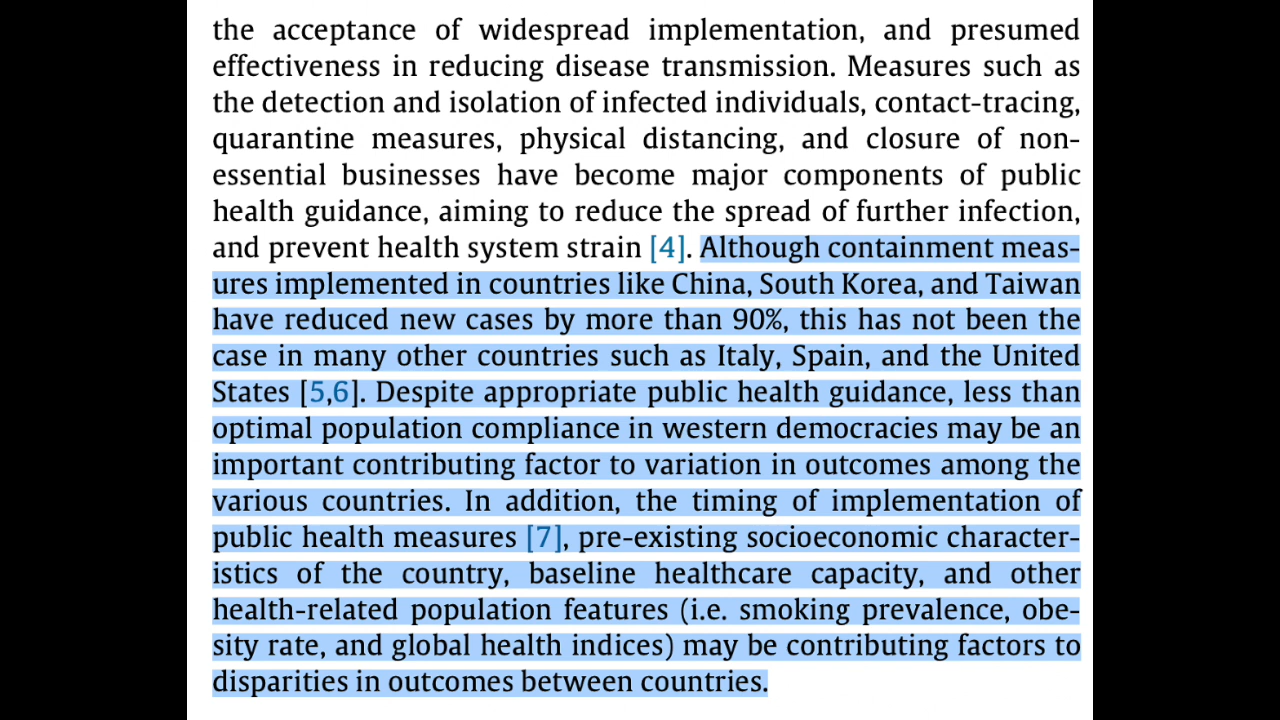 the acceptance of widespread implementation, and presumed
effectiveness in reducing disease transmission. Measures such as
the detection and isolation of infected individuals, contact-tracing,
quarantine measures, physical distancing, and closure of non-
essential businesses have become major components of public
health guidance, aiming to reduce the spread of further infection,
and prevent health system strain [4]. Although containment meas-
ures implemented in countries like China, South Korea, and Taiwan
have reduced new cases by more than 90%, this has not been the
case in many other countries such as Italy, Spain, and the United
States [5,6]. Despite appropriate public health guidance, less than
optimal population compliance in western democracies may be an
important contributing factor to variation in outcomes among the
various countries. In addition, the timing of implementation of
public health measures [7], pre-existing socioeconomic character-
istics of the country, baseline healthcare capacity, and other
health-related population features (i.e. smoking prevalence, obe-
sity rate, and global health indices) may be contributing factors to
disparities in outcomes between countries.